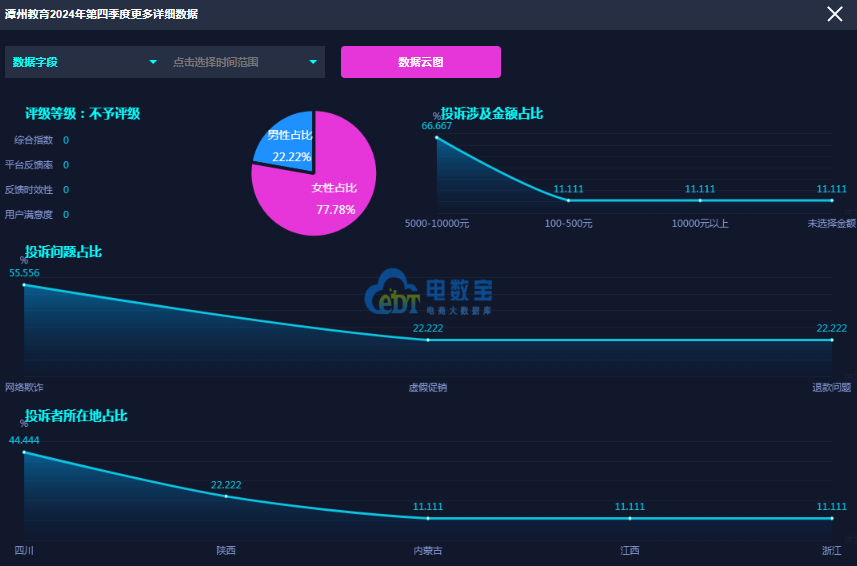 潭州教育2024年第四季度更多详细数据
数据字段
点击选择时间范围
数据云图
评级等级：不予评级
综合指数 0
平台反馈率 0
反馈时效性 0
用户满意度 0
男性占比
22.22%
女性占比
77.78%
投诉涉及金额占比
%
66.667
11.111
11.111
11.111
5000-10000元
100-500元
10000元以上
未选择金额
投诉问题占比
%
55.556
22.222
22.222
网络欺诈
虚假促销
退款问题
电数宝
EDT
电商大数据库
投诉者所在地占比
%
44.444
22.222
11.111
11.111
11.111
四川
陕西
内蒙古
江西
浙江